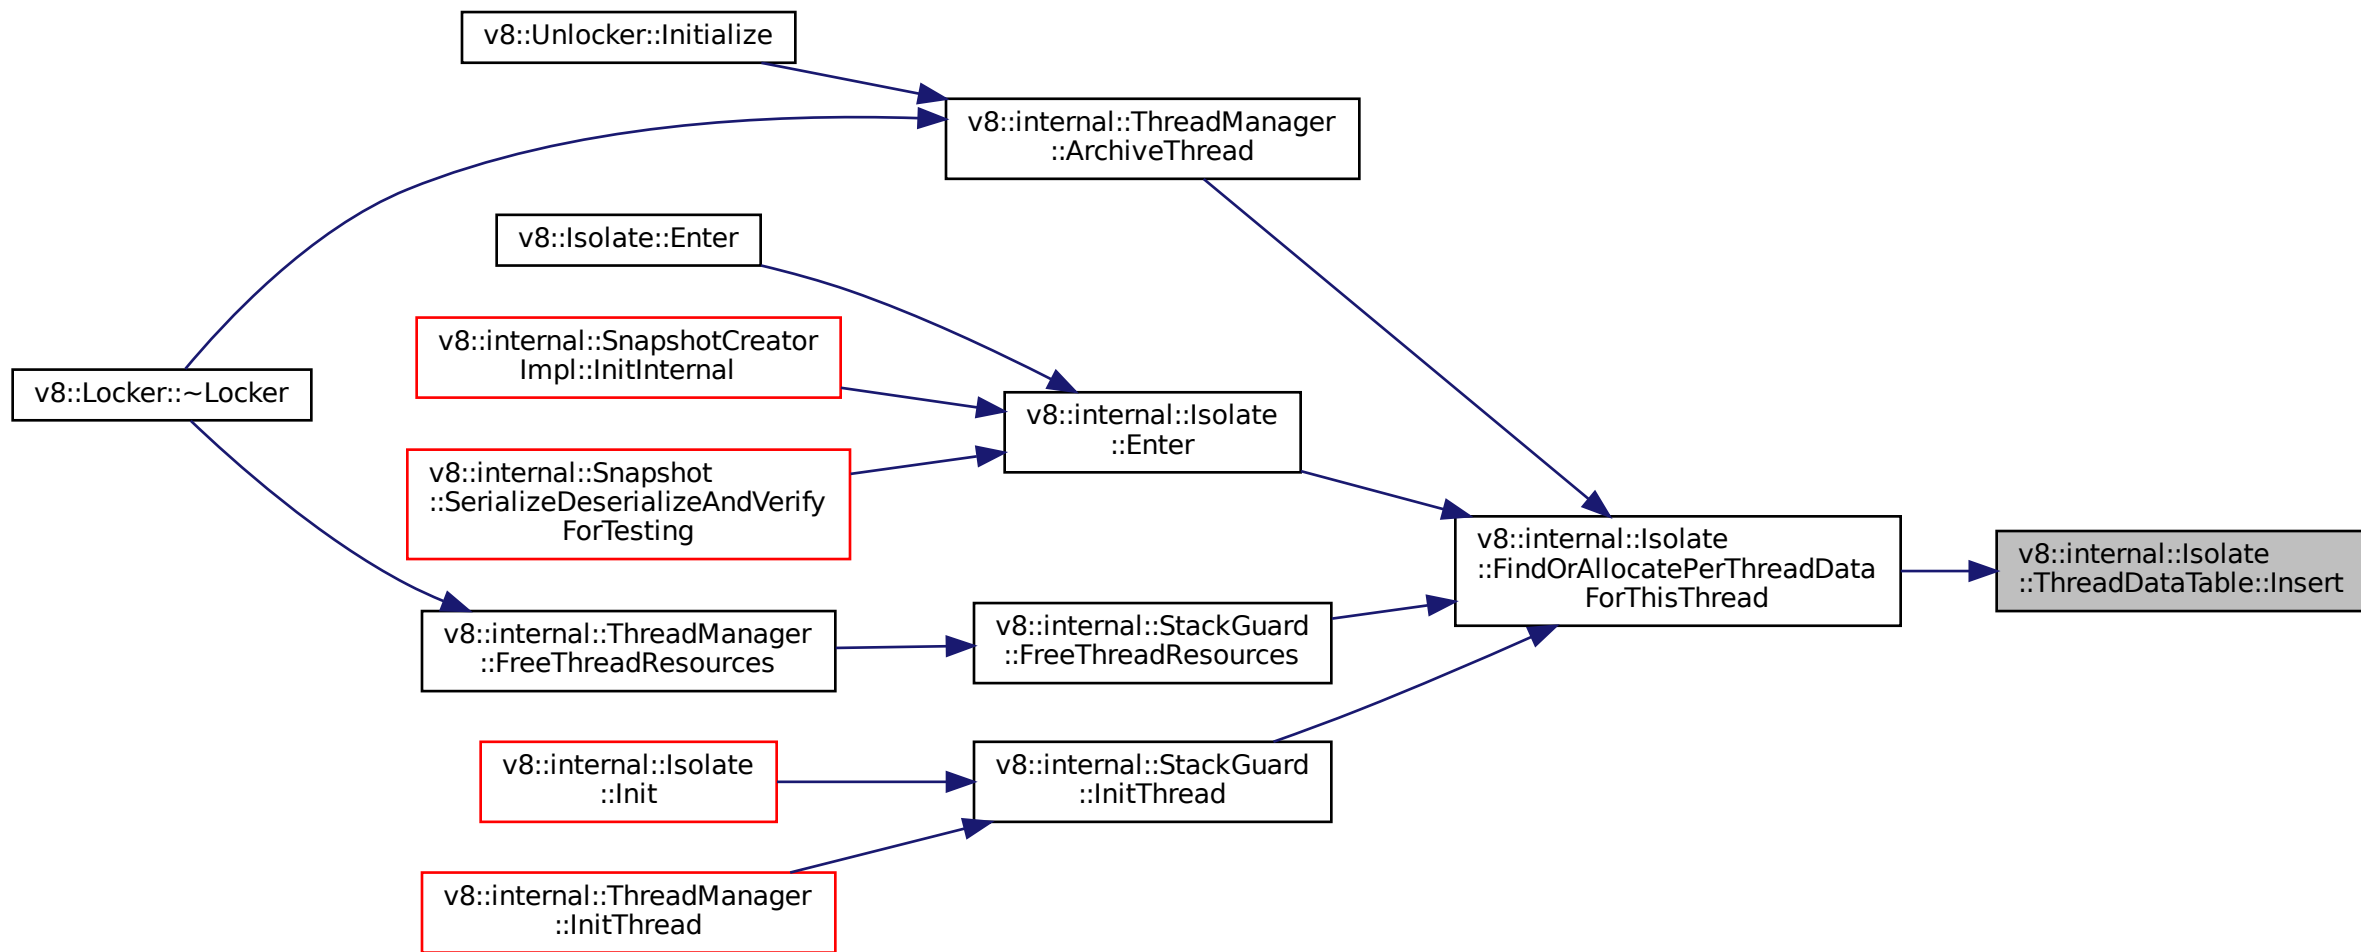 v8::Unlocker::Initialize
v8::internal::ThreadManager
::ArchiveThread
v8::Isolate::Enter
v8::internal::SnapshotCreator
Impl::InitInternal
v8::Locker::~Locker
v8::internal::Isolate
::Enter
v8::internal::Snapshot
::SerializeDeserializeAndVerify
ForTesting
v8::internal::Isolate
::FindOrAllocatePerThreadData
ForThisThread
v8::internal::Isolate
::ThreadDataTable::Insert
v8::internal::ThreadManager
::FreeThreadResources
v8::internal::StackGuard
::FreeThreadResources
v8::internal::Isolate
::Init
v8::internal::StackGuard
::InitThread
v8::internal::ThreadManager
::InitThread